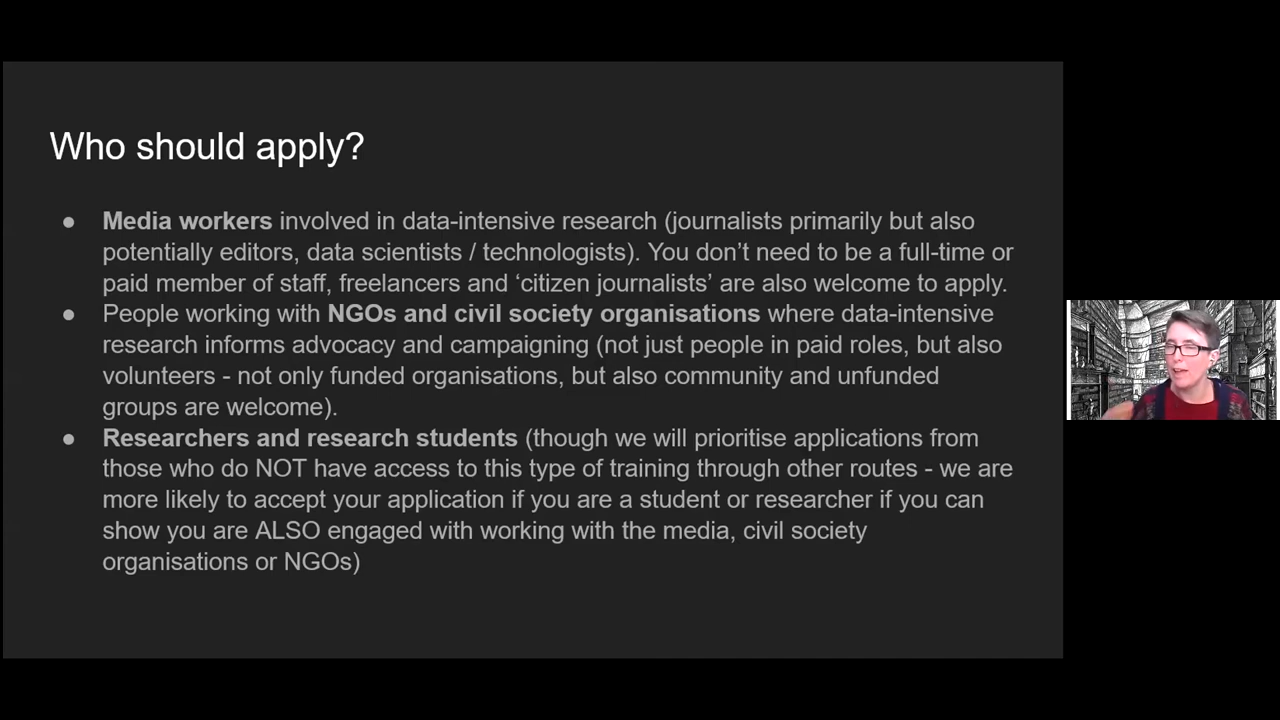 Who should apply?
● Media workers involved in data-intensive research (journalists primarily but also
potentially editors, data scientists / technologists). You don’t need to be a full-time or
paid member of staff, freelancers and ‘citizen journalists’ are also welcome to apply.
● People working with NGOs and civil society organisations where data-intensive
research informs advocacy and campaigning (not just people in paid roles, but also
volunteers - not only funded organisations, but also community and unfunded
groups are welcome).
● Researchers and research students (though we will prioritise applications from
those who do NOT have access to this type of training through other routes - we are
more likely to accept your application if you are a student or researcher if you can
show you are ALSO engaged with working with the media, civil society
organisations or NGOs)